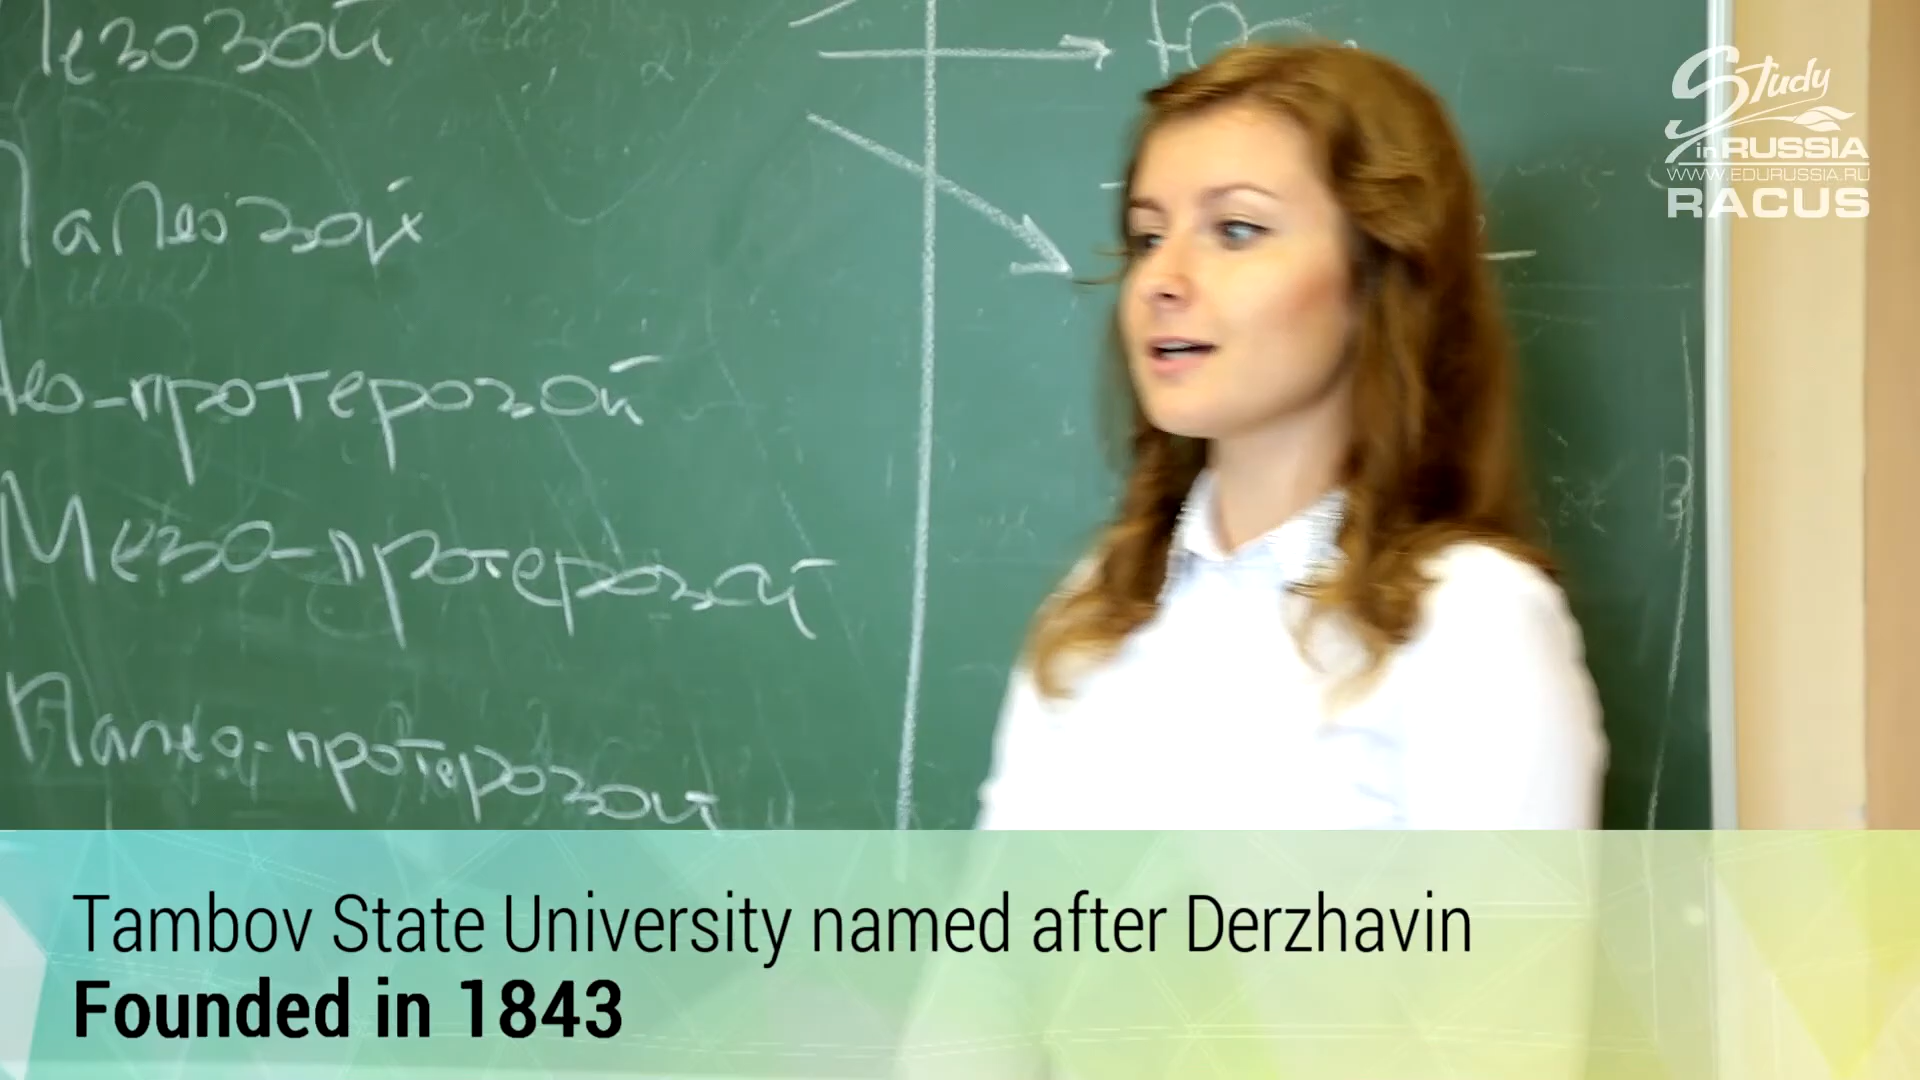 Мезозой
Палеозой
Нео-протерозой
Мезо-протерозой
Палео-протерозой
Study
in RUSSIA
WWW.EDURUSSIA.RU
RACUS
Tambov State University named after Derzhavin
Founded in 1843